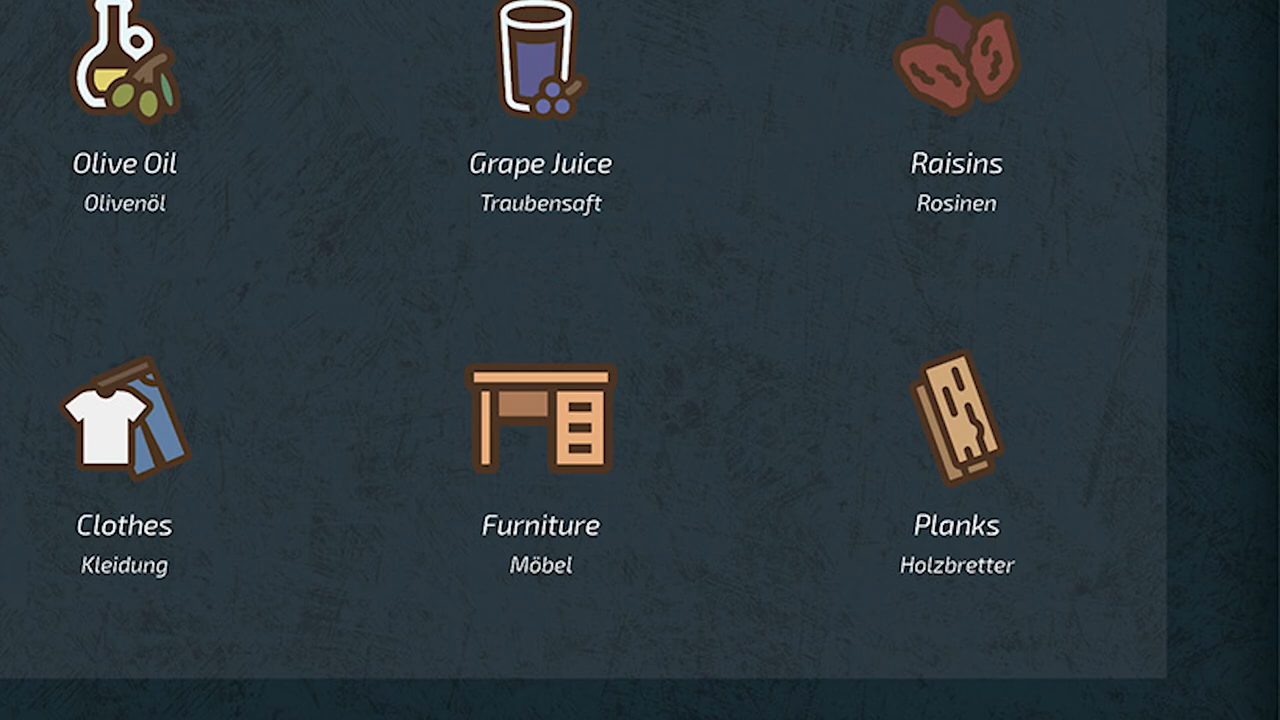 Olive Oil
Olivenöl
Grape Juice
Traubensaft
Raisins
Rosinen
Clothes
Kleidung
Furniture
Möbel
Planks
Holzbretter